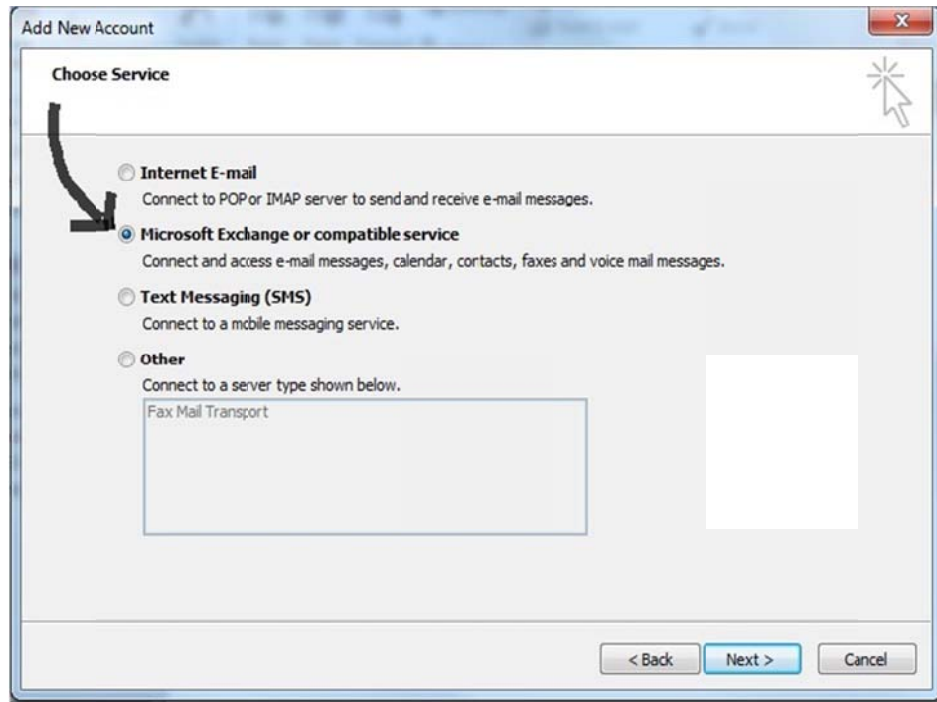 Add New Account
Choose Service
Internet E-mail
Connect to POP or IMAP server to send and receive e-mail messages.
Microsoft Exchange or compatible service
Connect and access e-mail messages, calendar, contacts, faxes and voice mail messages.
Text Messaging (SMS)
Connect to a mobile messaging service.
Other
Connect to a server type shown below.
Fax Mail Transport
< Back
Next >
Cancel